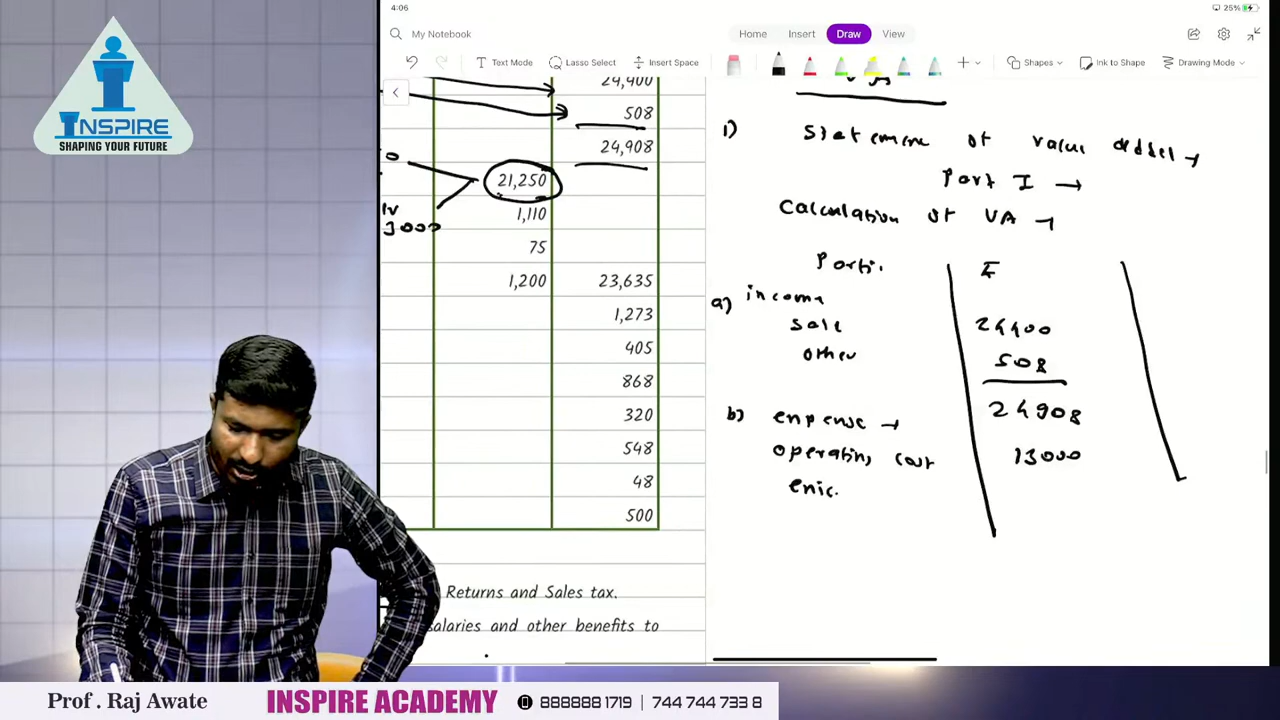 4:06
25%
My Notebook
Home Insert Draw View
Text Mode Lasso Select Insert Space Shapes Ink to Shape Drawing Mode
INSPIRE
SHAPING YOUR FUTURE
24,400
508
24,908
21,250
1,110
75
1,200 23,635
1,273
405
868
320
548
48
500
3000
Returns and Sales tax.
salaries and other benefits to
1) Statement of value added →
Part I →
Calculation of VA →
Parti. ₹
a) income
sale 24400
other 508
24908
b) expense →
operating cost 13000
Prof . Raj Awate INSPIRE ACADEMY 888888 1719 | 744 744 733 8